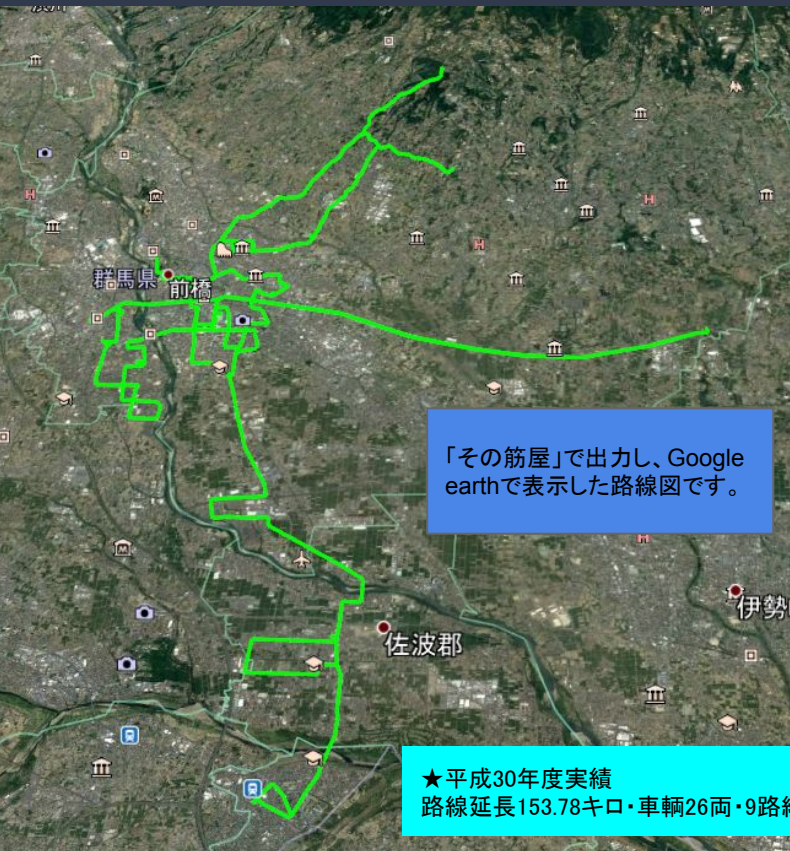 群馬県
前橋
「その筋屋」で出力し、Google
earthで表示した路線図です。
佐波郡
伊勢
★平成30年度実績
路線延長153.78キロ・車輌26両・9路線